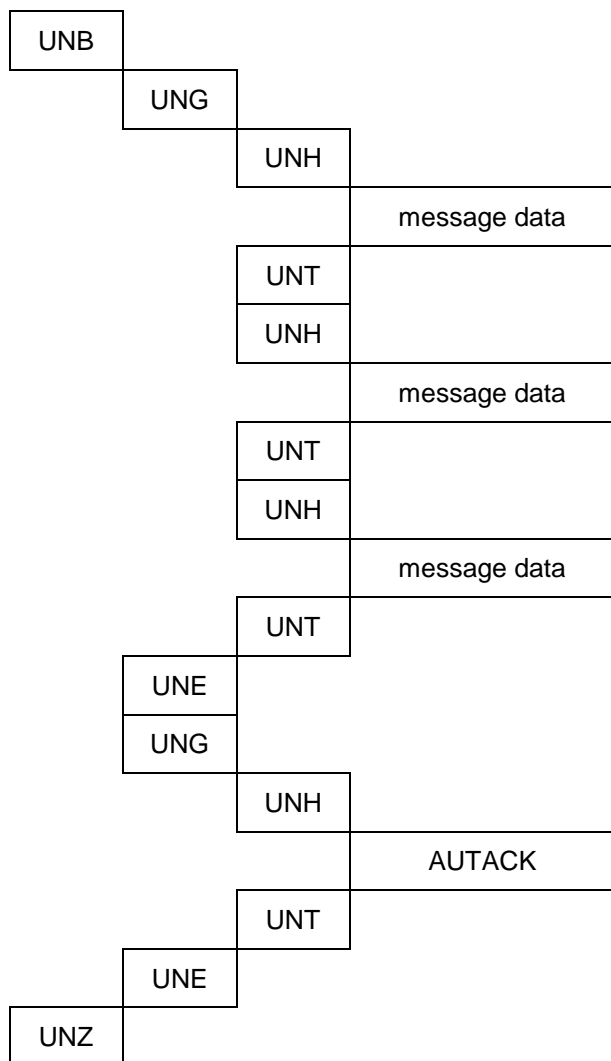 UNB
UNG
UNH
message data
UNT
UNH
message data
UNT
UNH
message data
UNT
UNE
UNG
UNH
AUTACK
UNT
UNE
UNZ